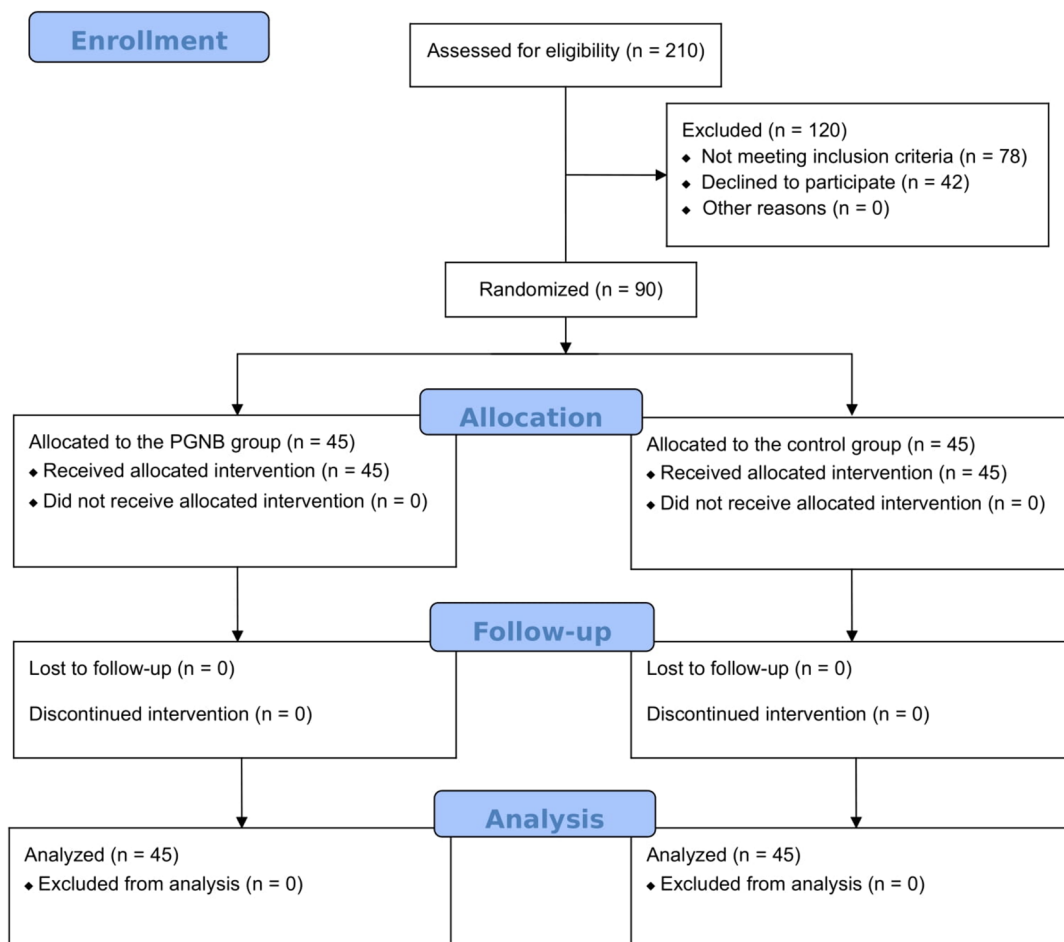 Enrollment
Assessed for eligibility (n = 210)
Excluded (n = 120)
◆ Not meeting inclusion criteria (n = 78)
◆ Declined to participate (n = 42)
◆ Other reasons (n = 0)
Randomized (n = 90)
Allocation
Allocated to the PGNB group (n = 45)
◆ Received allocated intervention (n = 45)
◆ Did not receive allocated intervention (n = 0)
Allocated to the control group (n = 45)
◆ Received allocated intervention (n = 45)
◆ Did not receive allocated intervention (n = 0)
Follow-up
Lost to follow-up (n = 0)
Discontinued intervention (n = 0)
Lost to follow-up (n = 0)
Discontinued intervention (n = 0)
Analysis
Analyzed (n = 45)
◆ Excluded from analysis (n = 0)
Analyzed (n = 45)
◆ Excluded from analysis (n = 0)